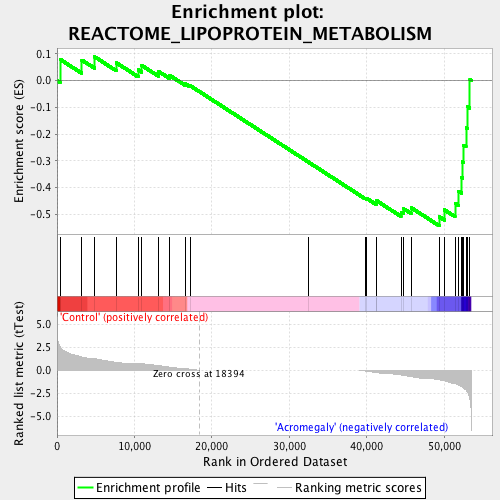 Enrichment plot:
REACTOME_LIPOPROTEIN_METABOLISM
Enrichment score (ES)
0.1
0.0
-0.1
-0.2
-0.3
-0.4
-0.5
'Control' (positively correlated)
Ranked list metric (tTest)
5.0
2.5
0.0
-2.5
-5.0
Zero cross at 18394
'Acromegaly' (negatively correlated)
0
10,000
20,000
30,000
40,000
50,000
Rank in Ordered Dataset
Enrichment profile
Hits
Ranking metric scores